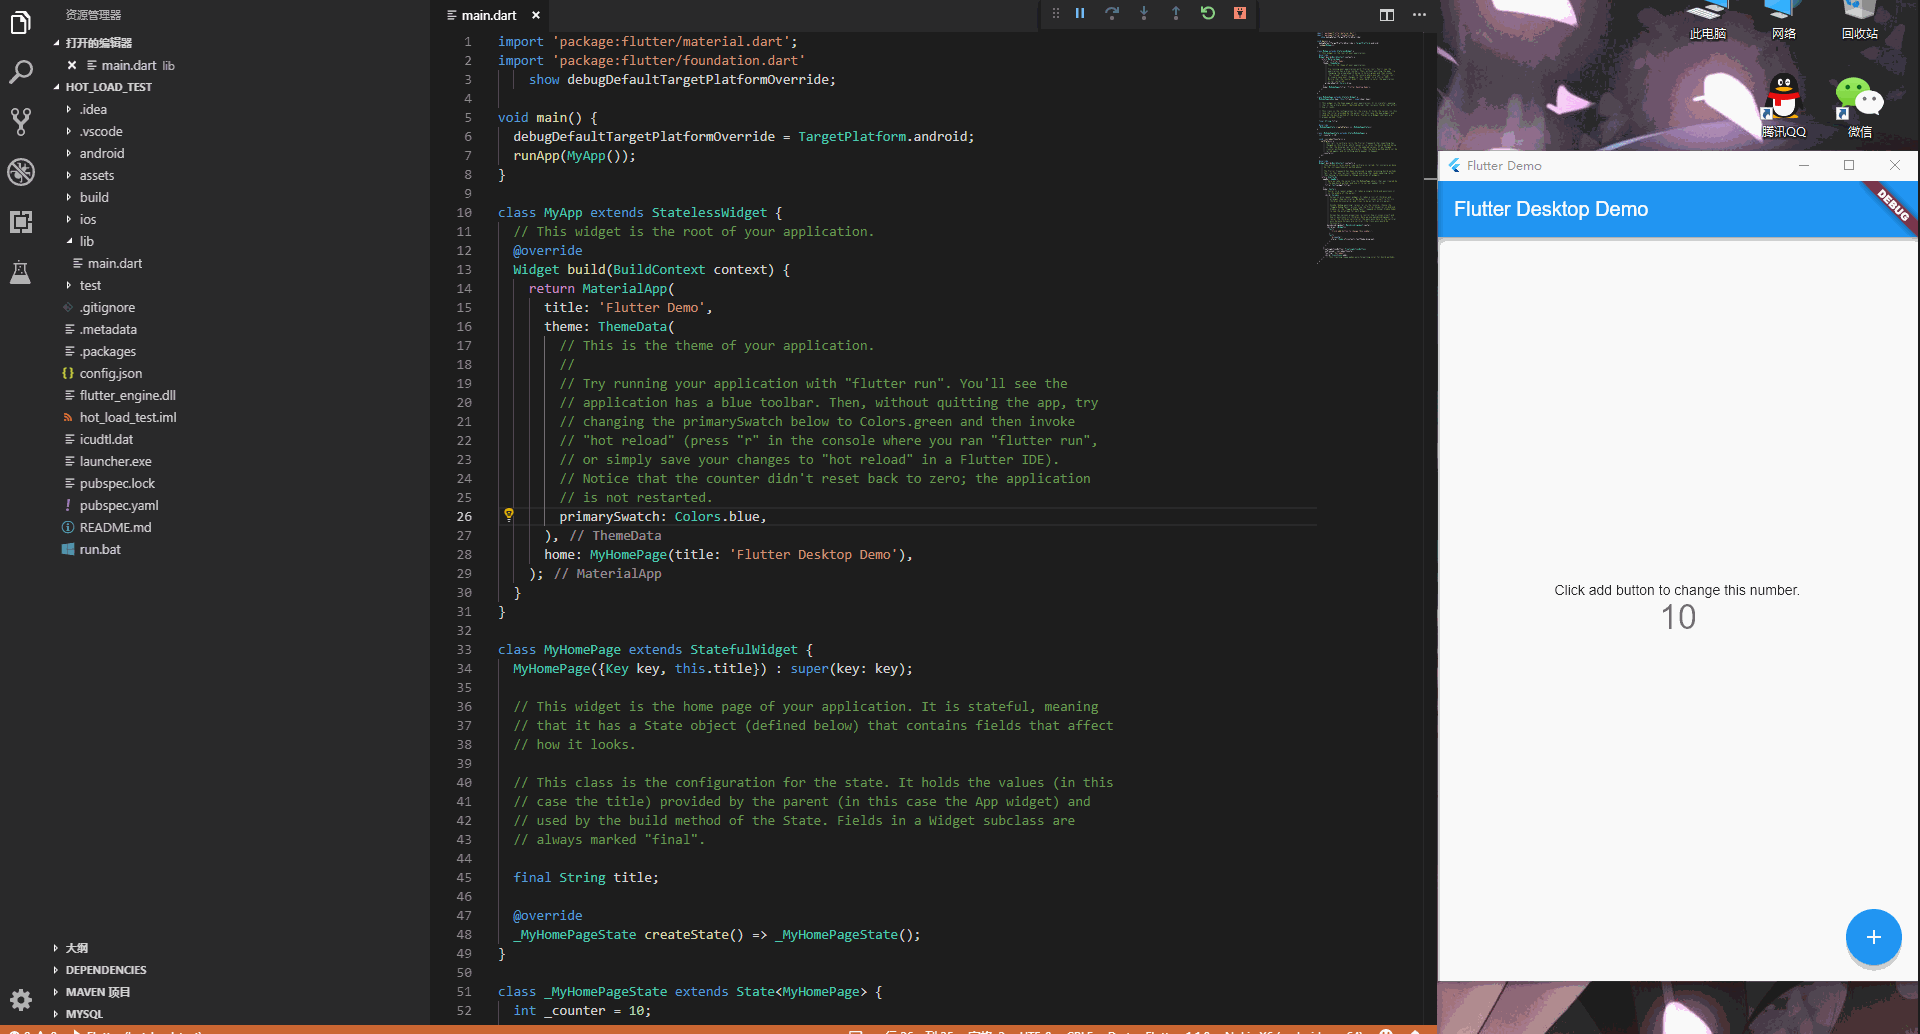 资源管理器
打开的编辑器
main.dart lib
HOT_LOAD_TEST
.idea
.vscode
android
assets
build
ios
lib
main.dart
test
.gitignore
.metadata
.packages
config.json
flutter_engine.dll
hot_load_test.iml
icudtl.dat
launcher.exe
pubspec.lock
pubspec.yaml
README.md
run.bat
大纲
DEPENDENCIES
MAVEN 项目
MYSQL
main.dart
1 import 'package:flutter/material.dart';
2 import 'package:flutter/foundation.dart'
3 show debugDefaultTargetPlatformOverride;
4
5 void main() {
6 debugDefaultTargetPlatformOverride = TargetPlatform.android;
7 runApp(MyApp());
8 }
9
10 class MyApp extends StatelessWidget {
11 // This widget is the root of your application.
12 @override
13 Widget build(BuildContext context) {
14 return MaterialApp(
15 title: 'Flutter Demo',
16 theme: ThemeData(
17 // This is the theme of your application.
18 //
19 // Try running your application with "flutter run". You'll see the
20 // application has a blue toolbar. Then, without quitting the app, try
21 // changing the primarySwatch below to Colors.green and then invoke
22 // "hot reload" (press "r" in the console where you ran "flutter run",
23 // or simply save your changes to "hot reload" in a Flutter IDE).
24 // Notice that the counter didn't reset back to zero; the application
25 // is not restarted.
26 primarySwatch: Colors.blue,
27 ), // ThemeData
28 home: MyHomePage(title: 'Flutter Desktop Demo'),
29 ); // MaterialApp
30 }
31 }
32
33 class MyHomePage extends StatefulWidget {
34 MyHomePage({Key key, this.title}) : super(key: key);
35
36 // This widget is the home page of your application. It is stateful, meaning
37 // that it has a State object (defined below) that contains fields that affect
38 // how it looks.
39
40 // This class is the configuration for the state. It holds the values (in this
41 // case the title) provided by the parent (in this case the App widget) and
42 // used by the build method of the State. Fields in a Widget subclass are
43 // always marked "final".
44
45 final String title;
46
47 @override
48 _MyHomePageState createState() => _MyHomePageState();
49 }
50
51 class _MyHomePageState extends State<MyHomePage> {
52 int _counter = 10;
此电脑
网络
回收站
腾讯QQ
微信
Flutter Demo
Flutter Desktop Demo
DEBUG
Click add button to change this number.
10